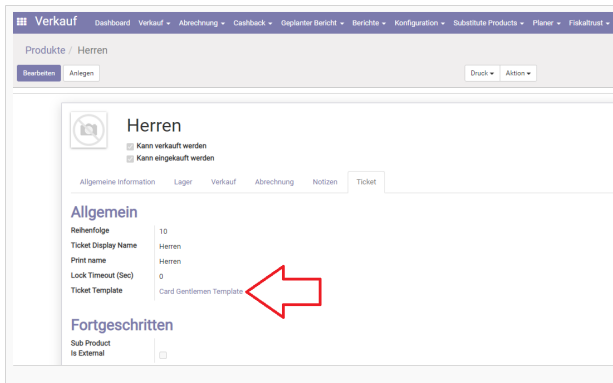 Verkauf Dashboard Verkauf Abrechnung Cashback Geplanter Bericht Berichte Konfiguration Substitute Products Planer Fiskaltrust
Produkte / Herren
Bearbeiten Anlegen Druck Aktion
Herren
Kann verkauft werden
Kann eingekauft werden
Allgemeine Information Lager Verkauf Abrechnung Notizen Ticket
Allgemein
Reihenfolge 10
Ticket Display Name Herren
Print name Herren
Lock Timeout (Sec) 0
Ticket Template Card Gentlemen Template
Fortgeschritten
Sub Product
Is External